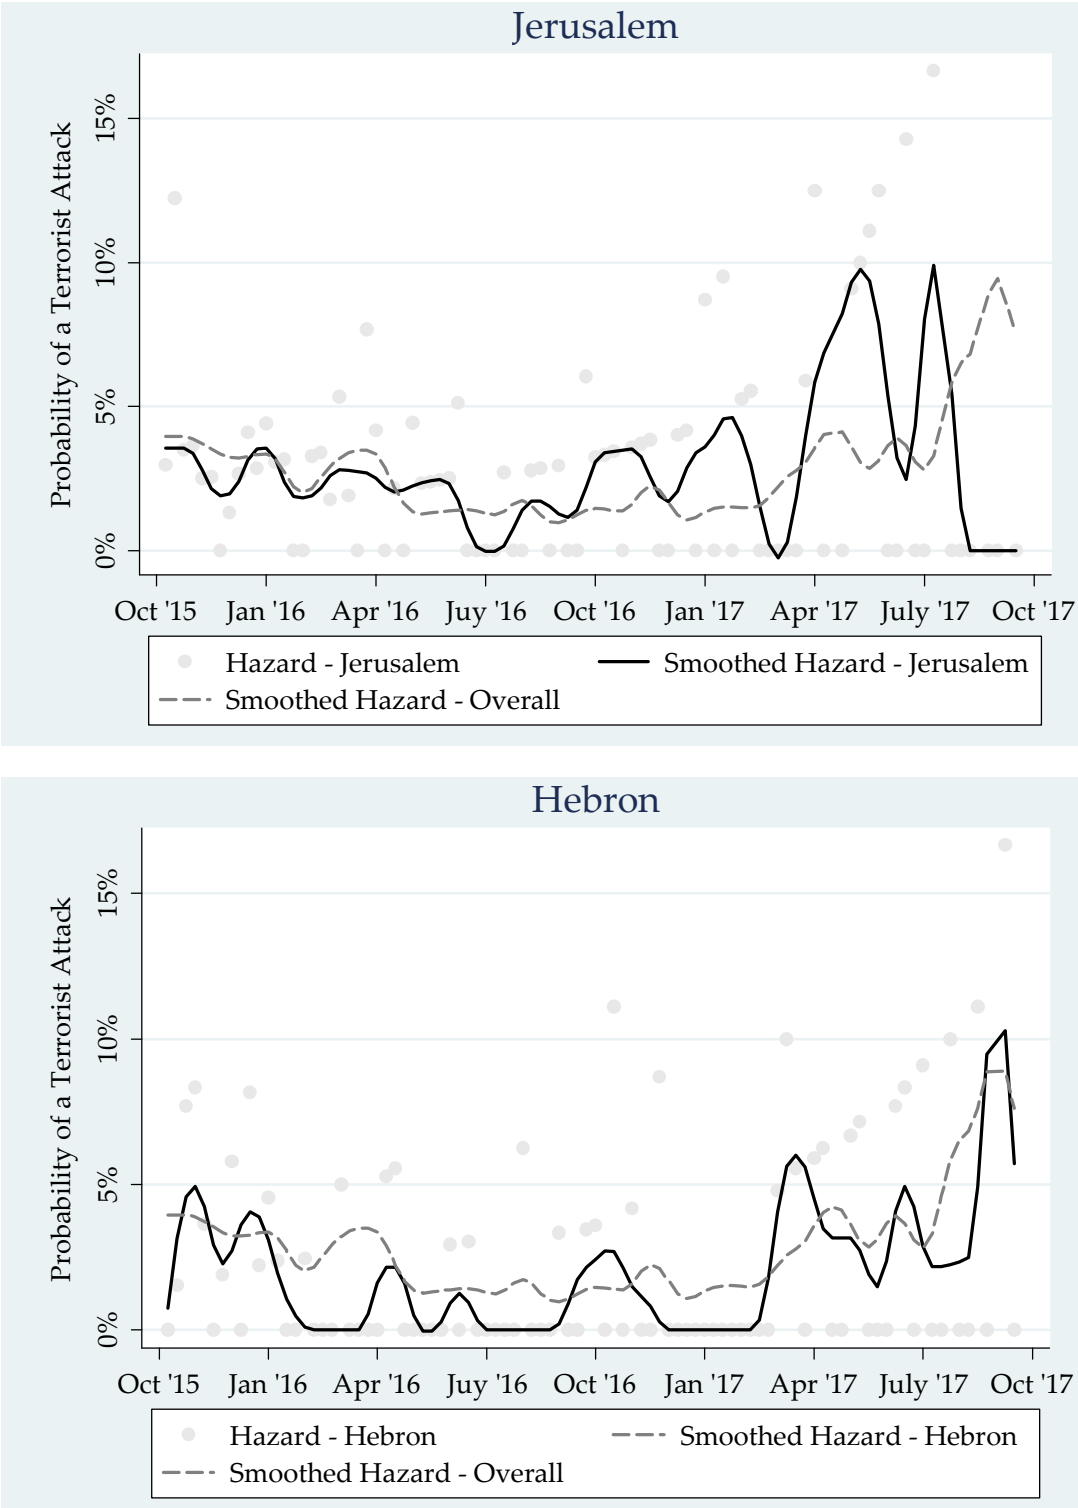 Jerusalem
Probability of a Terrorist Attack
15%
10%
5%
0%
Oct '15 Jan '16 Apr '16 Juy '16 Oct '16 Jan '17 Apr '17 July '17 Oct '17
Hazard - Jerusalem Smoothed Hazard - Jerusalem
Smoothed Hazard - Overall
Hebron
Probability of a Terrorist Attack
15%
10%
5%
0%
Oct '15 Jan '16 Apr '16 Juy '16 Oct '16 Jan '17 Apr '17 July '17 Oct '17
Hazard - Hebron Smoothed Hazard - Hebron
Smoothed Hazard - Overall